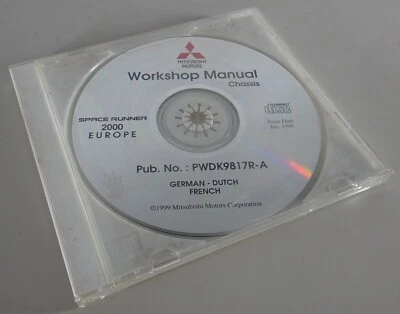 MITSUBISHI
MOTORS
Workshop Manual
Chassis
SPACE RUNNER
2000
EUROPE
Pub. No. : PWDK9817R-A
GERMAN - DUTCH
FRENCH
©1999 Mitsubishi Motors Corporation